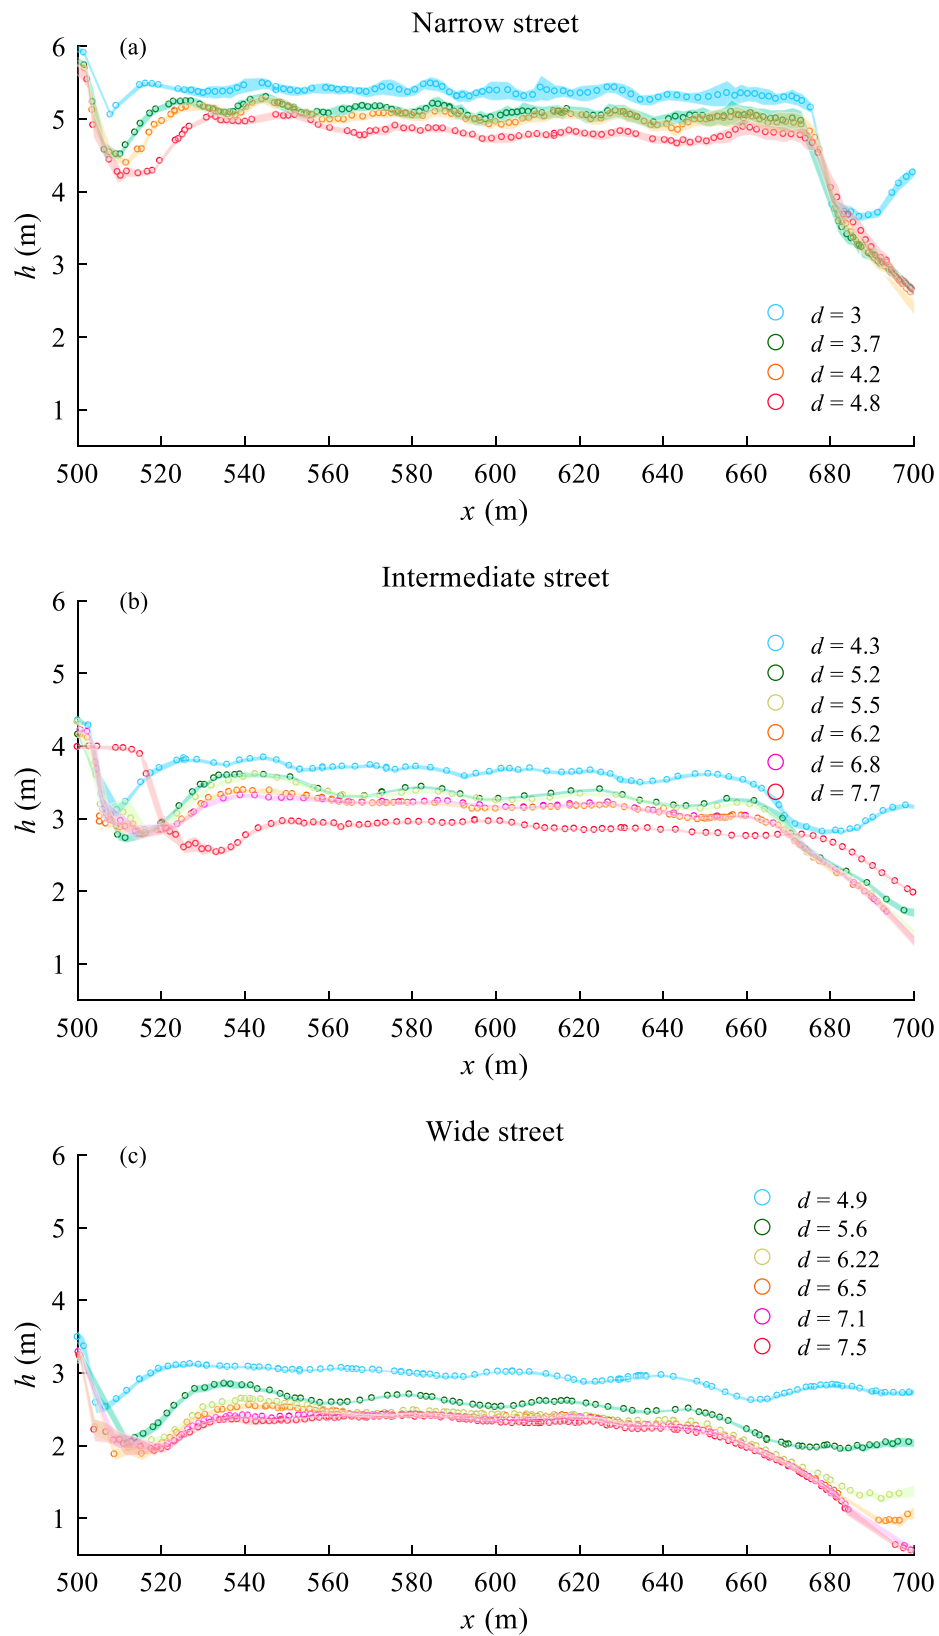 Narrow street
(a)
6
5
4
3
2
1
h (m)
d = 3
d = 3.7
d = 4.2
d = 4.8
500 520 540 560 580 600 620 640 660 680 700
x (m)
Intermediate street
(b)
6
5
4
3
2
1
h (m)
d = 4.3
d = 5.2
d = 5.5
d = 6.2
d = 6.8
d = 7.7
500 520 540 560 580 600 620 640 660 680 700
x (m)
Wide street
(c)
6
5
4
3
2
1
h (m)
d = 4.9
d = 5.6
d = 6.22
d = 6.5
d = 7.1
d = 7.5
500 520 540 560 580 600 620 640 660 680 700
x (m)